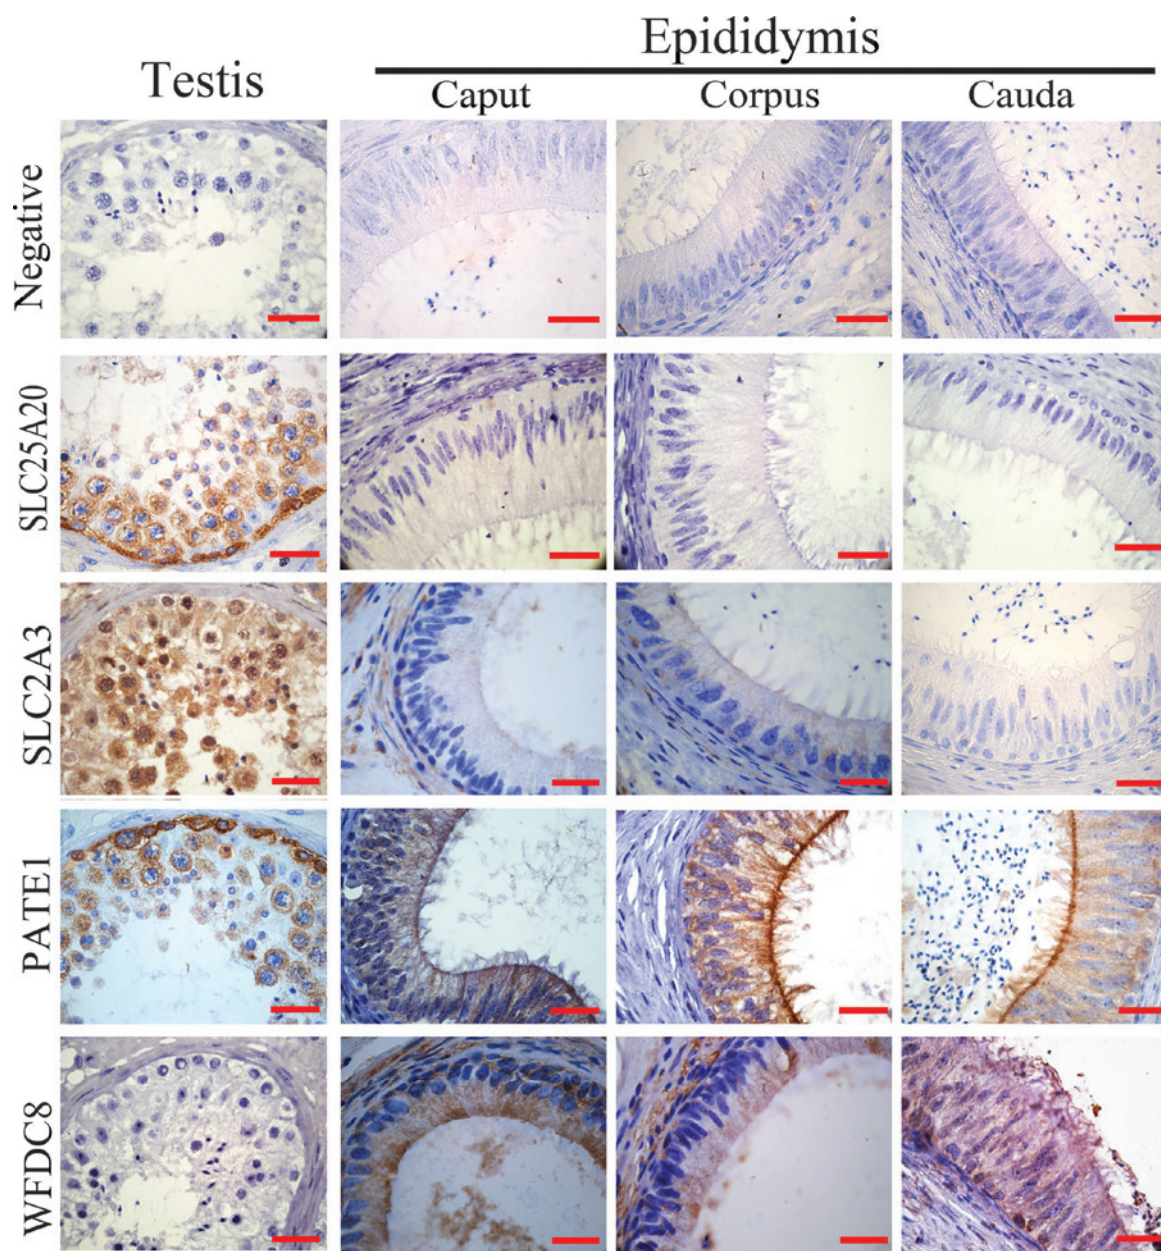 Epididymis
Testis
Caput Corpus Cauda
Negative
SLC25A20
SLC2A3
PATE1
WFDC8